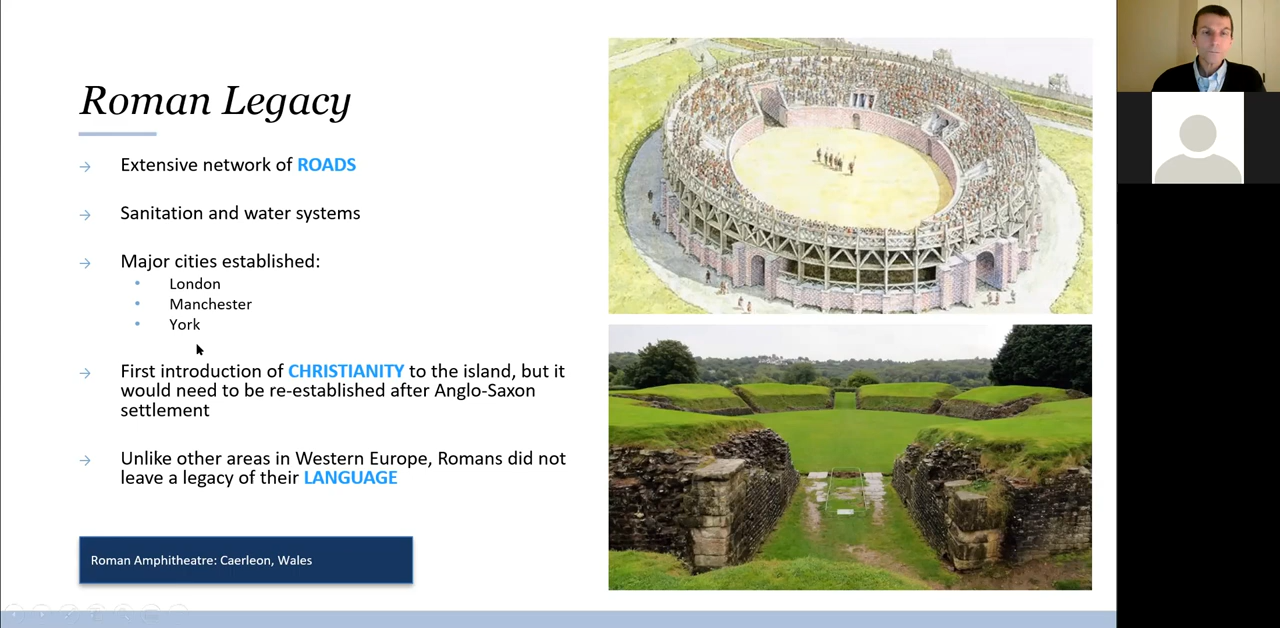 Roman Legacy
Extensive network of ROADS
Sanitation and water systems
Major cities established:
London
Manchester
York
First introduction of CHRISTIANITY to the island, but it
would need to be re-established after Anglo-Saxon
settlement
Unlike other areas in Western Europe, Romans did not
leave a legacy of their LANGUAGE
Roman Amphitheatre: Caerleon, Wales